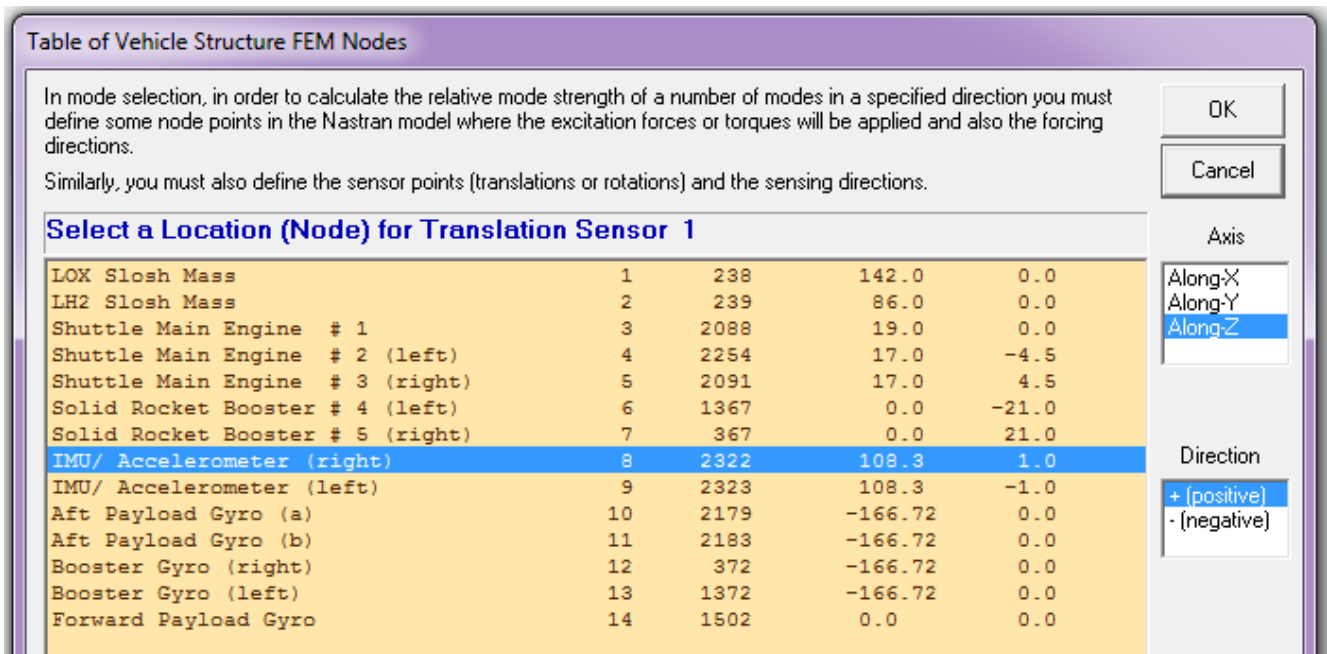 Table of Vehicle Structure FEM Nodes
In mode selection, in order to calculate the relative mode strength of a number of modes in a specified direction you must
define some node points in the Nastran model where the excitation forces or torques will be applied and also the forcing
directions.
Similarly, you must also define the sensor points (translations or rotations) and the sensing directions.
OK
Cancel
Select a Location (Node) for Translation Sensor 1
LOX Slosh Mass 1 238 142.0 0.0
LH2 Slosh Mass 2 239 86.0 0.0
Shuttle Main Engine # 1 3 2088 19.0 0.0
Shuttle Main Engine # 2 (left) 4 2254 17.0 -4.5
Shuttle Main Engine # 3 (right) 5 2091 17.0 4.5
Solid Rocket Booster # 4 (left) 6 1367 0.0 -21.0
Solid Rocket Booster # 5 (right) 7 367 0.0 21.0
IMU/ Accelerometer (right) 8 2322 108.3 1.0
IMU/ Accelerometer (left) 9 2323 108.3 -1.0
Aft Payload Gyro (a) 10 2179 -166.72 0.0
Aft Payload Gyro (b) 11 2183 -166.72 0.0
Booster Gyro (right) 12 372 -166.72 0.0
Booster Gyro (left) 13 1372 -166.72 0.0
Forward Payload Gyro 14 1502 0.0 0.0
Axis
Along-X
Along-Y
Along-Z
Direction
+ (positive)
- (negative)